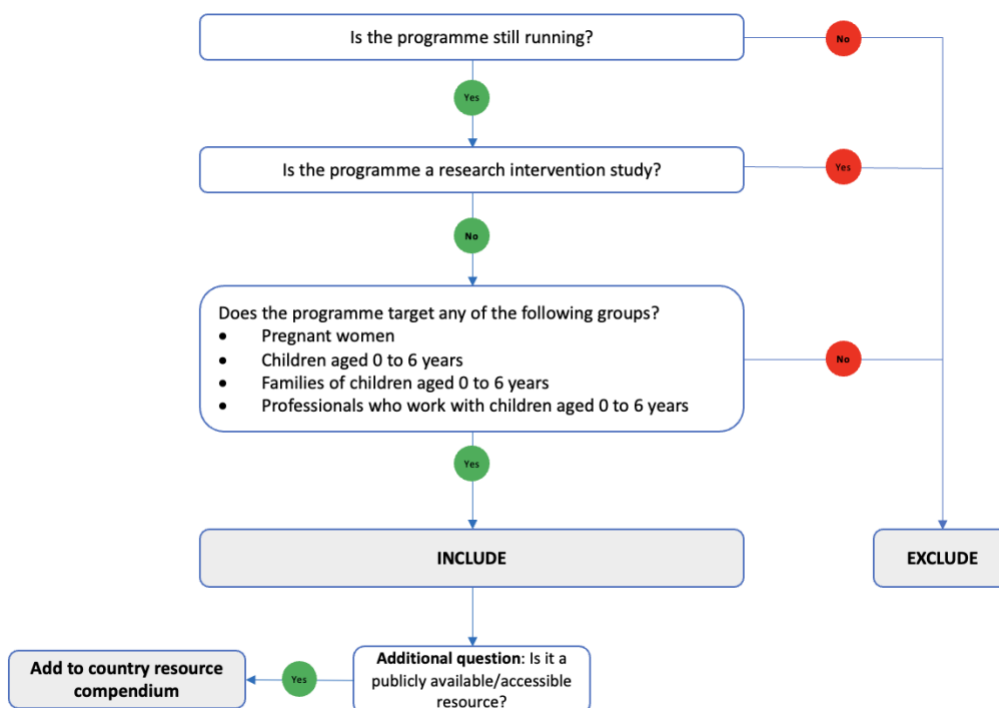 Is the programme still running?
No
Yes
Is the programme a research intervention study?
Yes
No
Does the programme target any of the following groups?
• Pregnant women
• Children aged 0 to 6 years
• Families of children aged 0 to 6 years
• Professionals who work with children aged 0 to 6 years
No
Yes
INCLUDE
EXCLUDE
Additional question: Is it a
publicly available/accessible
resource?
Yes
Add to country resource
compendium